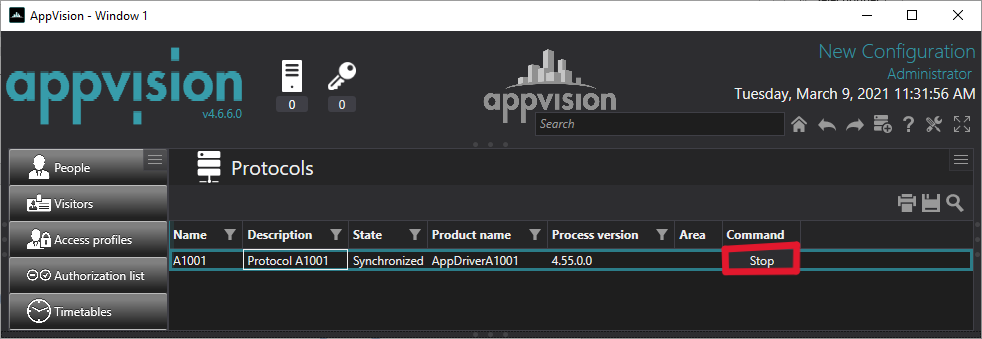 AppVision - Window 1
appvision
v4.6.6.0
0
0
appvision
New Configuration
Administrator
Tuesday, March 9, 2021 11:31:56 AM
Search
People
Visitors
Access profiles
Authorization list
Timetables
Protocols
Name Description State Product name Process version Area Command
A1001 Protocol A1001 Synchronized AppDriverA1001 4.55.0.0 Stop